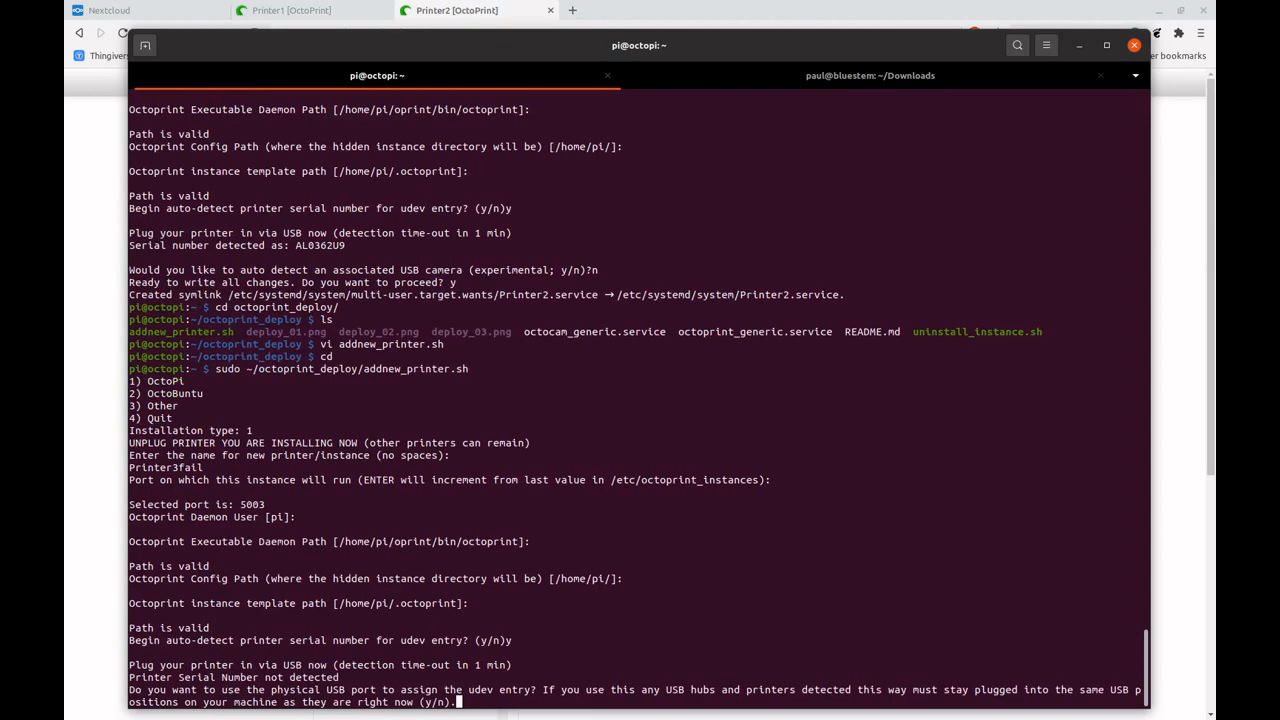 Nextcloud
Printer1 [OctoPrint]
Printer2 [OctoPrint]
Thingivers
er bookmarks
pi@octopi: ~
pi@octopi: ~
paul@bluestem: ~/Downloads
Octoprint Executable Daemon Path [/home/pi/oprint/bin/octoprint]:
Path is valid
Octoprint Config Path (where the hidden instance directory will be) [/home/pi/]:
Octoprint instance template path [/home/pi/.octoprint]:
Path is valid
Begin auto-detect printer serial number for udev entry? (y/n)y
Plug your printer in via USB now (detection time-out in 1 min)
Serial number detected as: AL0362U9
Would you like to auto detect an associated USB camera (experimental; y/n)?n
Ready to write all changes. Do you want to proceed? y
Created symlink /etc/systemd/system/multi-user.target.wants/Printer2.service → /etc/systemd/system/Printer2.service.
pi@octopi:~ $ cd octoprint_deploy/
pi@octopi:~/octoprint_deploy $ ls
addnew_printer.sh deploy_01.png deploy_02.png deploy_03.png octocam_generic.service octoprint_generic.service README.md uninstall_instance.sh
pi@octopi:~/octoprint_deploy $ vi addnew_printer.sh
pi@octopi:~/octoprint_deploy $ cd
pi@octopi:~ $ sudo ~/octoprint_deploy/addnew_printer.sh
1) OctoPi
2) OctoBuntu
3) Other
4) Quit
Installation type: 1
UNPLUG PRINTER YOU ARE INSTALLING NOW (other printers can remain)
Enter the name for new printer/instance (no spaces):
Printer3fail
Port on which this instance will run (ENTER will increment from last value in /etc/octoprint_instances):
Selected port is: 5003
Octoprint Daemon User [pi]:
Octoprint Executable Daemon Path [/home/pi/oprint/bin/octoprint]:
Path is valid
Octoprint Config Path (where the hidden instance directory will be) [/home/pi/]:
Octoprint instance template path [/home/pi/.octoprint]:
Path is valid
Begin auto-detect printer serial number for udev entry? (y/n)y
Plug your printer in via USB now (detection time-out in 1 min)
Printer Serial Number not detected
Do you want to use the physical USB port to assign the udev entry? If you use this any USB hubs and printers detected this way must stay plugged into the same USB p
ositions on your machine as they are right now (y/n).